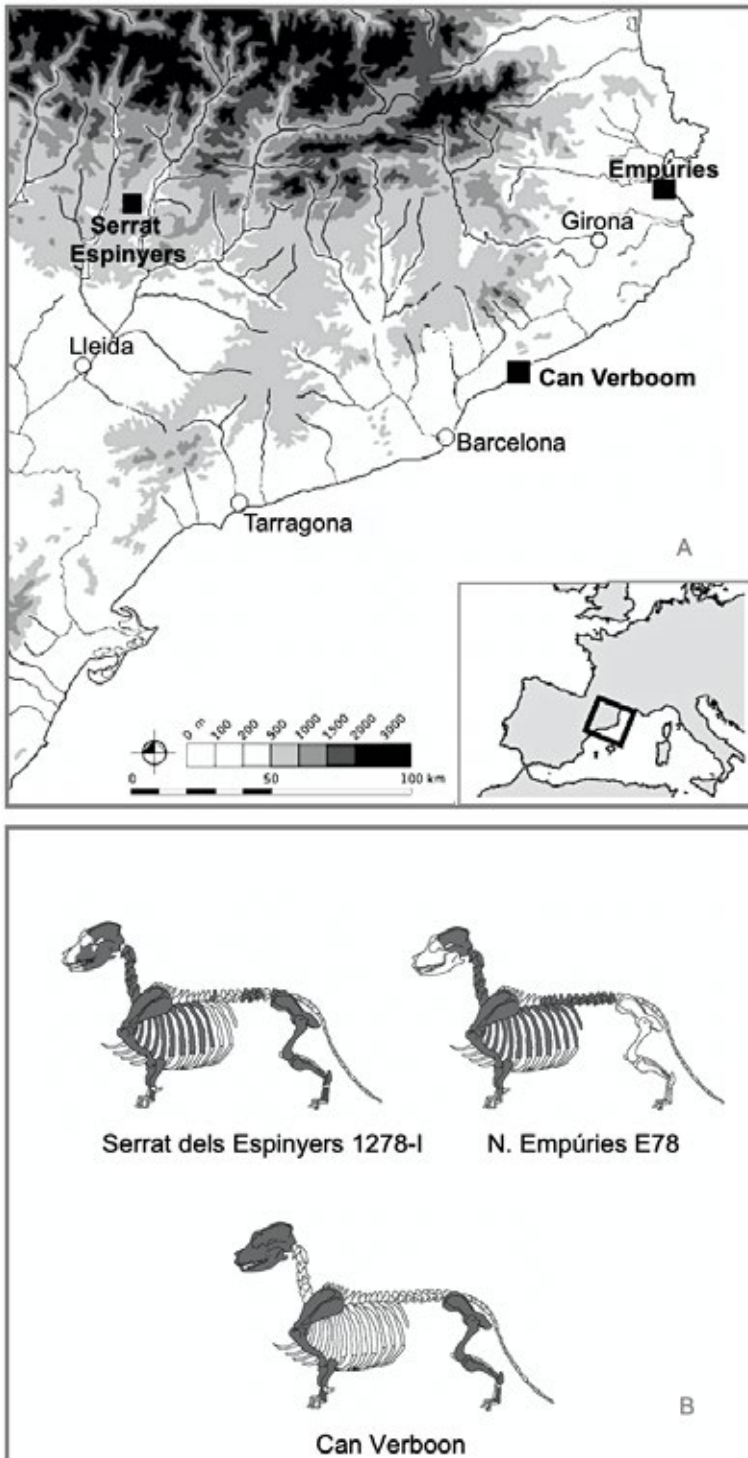 Empúries
Serrat
Espinyers
Girona
Lleida
Can Verboom
Barcelona
Tarragona
A
0 m 100 200 500 1000 1500 2000 3000
0 50 100 km
Serrat dels Espinyers 1278-I
N. Empúries E78
Can Verboon
B